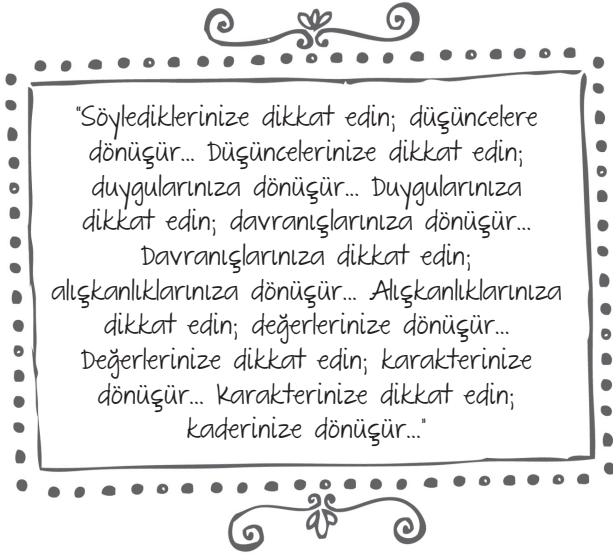 "Söylediklerinize dikkat edin; düşüncelere
dönüşür... Düşüncelerinize dikkat edin;
duygularınıza dönüşür... Duygularınıza
dikkat edin; davranışlarınıza dönüşür...
Davranışlarınıza dikkat edin;
alışkanlıklarınıza dönüşür... Alışkanlıklarınıza
dikkat edin; değerlerinize dönüşür...
Değerlerinize dikkat edin; karakterinize
dönüşür... Karakterinize dikkat edin;
kaderinize dönüşür..."